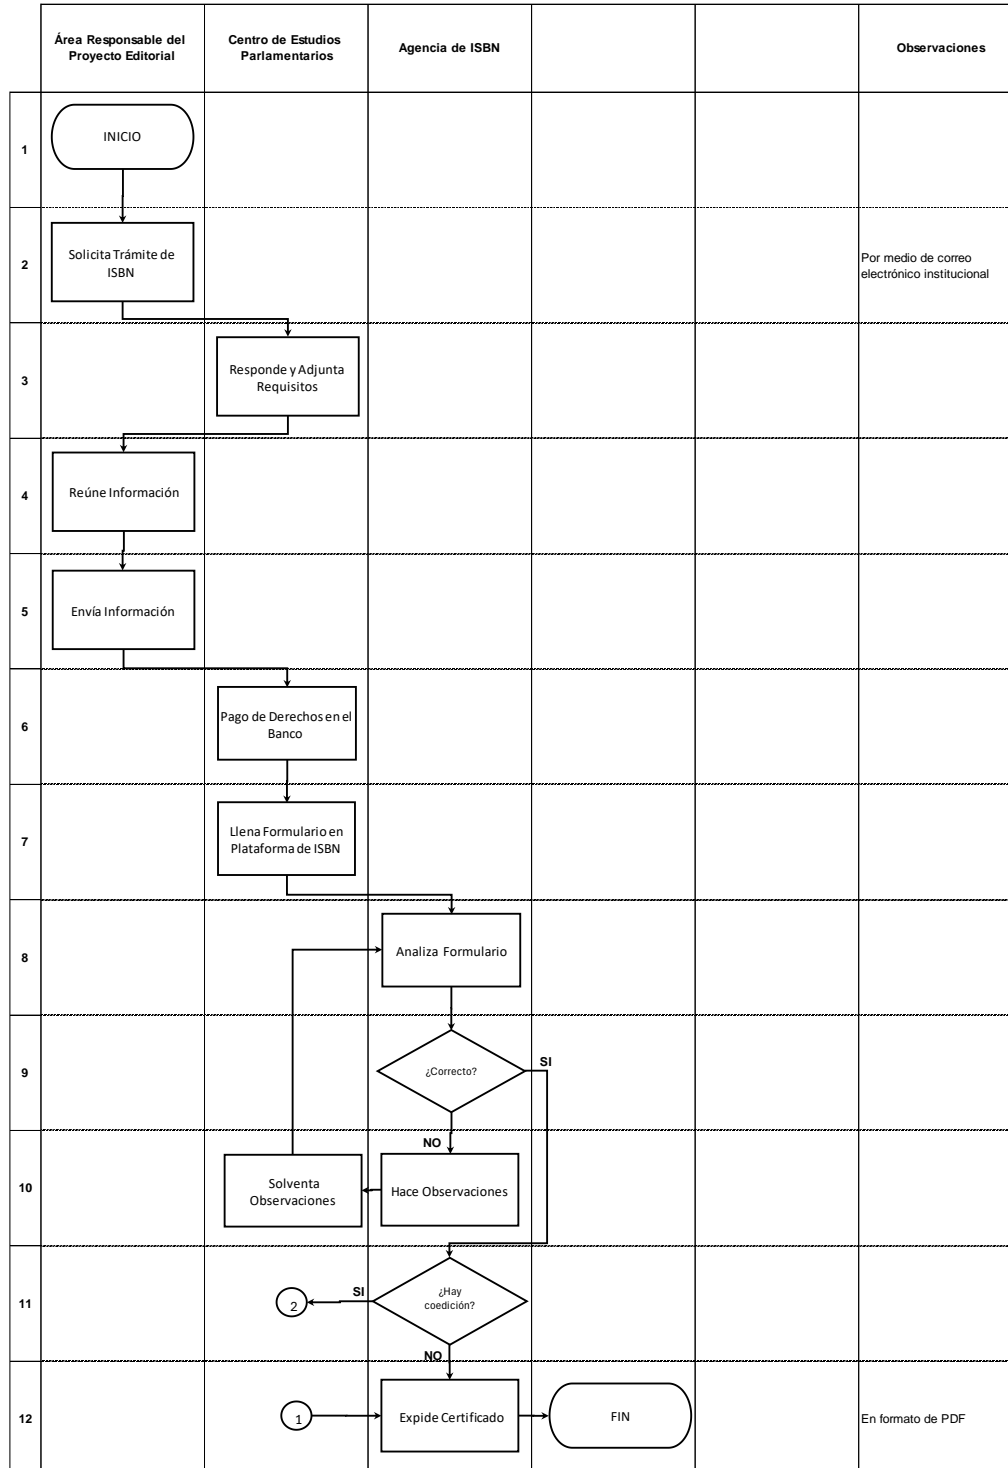 Área Responsable del
Proyecto Editorial
Centro de Estudios
Parlamentarios
Agencia de ISBN
Observaciones
1
INICIO
2
Solicita Trámite de
ISBN
Por medio de correo
electrónico institucional
3
Responde y Adjunta
Requisitos
4
Reúne Información
5
Envía Información
6
Pago de Derechos en el
Banco
7
Llena Formulario en
Plataforma de ISBN
8
Analiza Formulario
9
¿Correcto?
SI
NO
10
Solventa
Observaciones
Hace Observaciones
11
2
SI
¿Hay
coedición?
NO
12
1
Expide Certificado
FIN
En formato de PDF